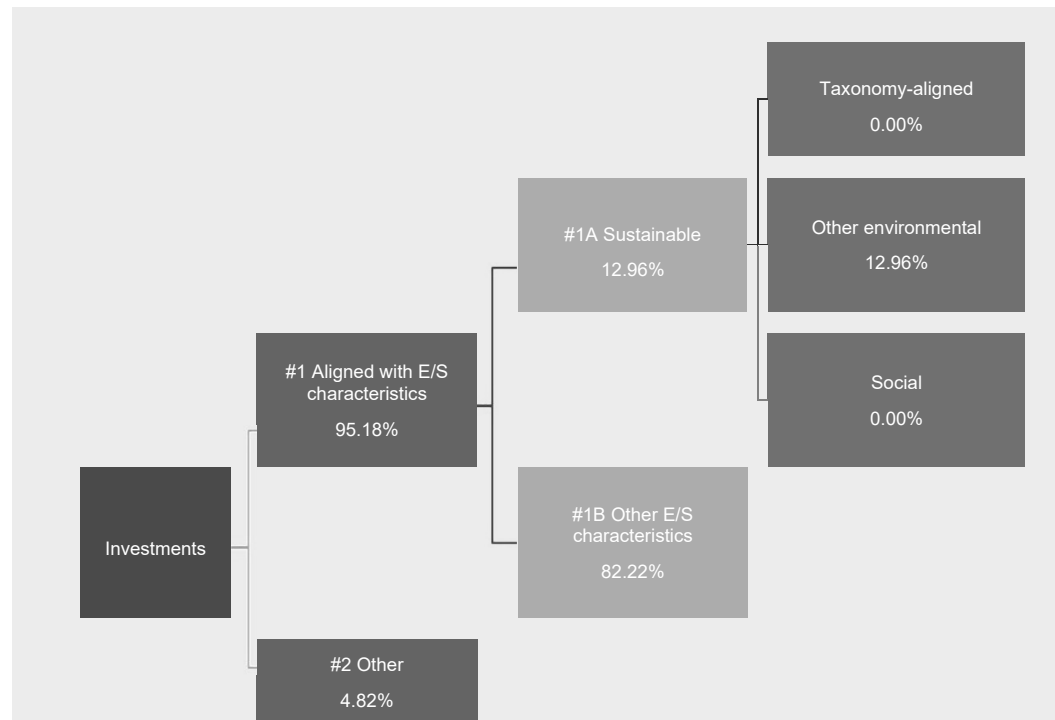 Taxonomy-aligned
0.00%
#1A Sustainable
12.96%
Other environmental
12.96%
#1 Aligned with E/S
characteristics
95.18%
Social
0.00%
Investments
#1B Other E/S
characteristics
82.22%
#2 Other
4.82%